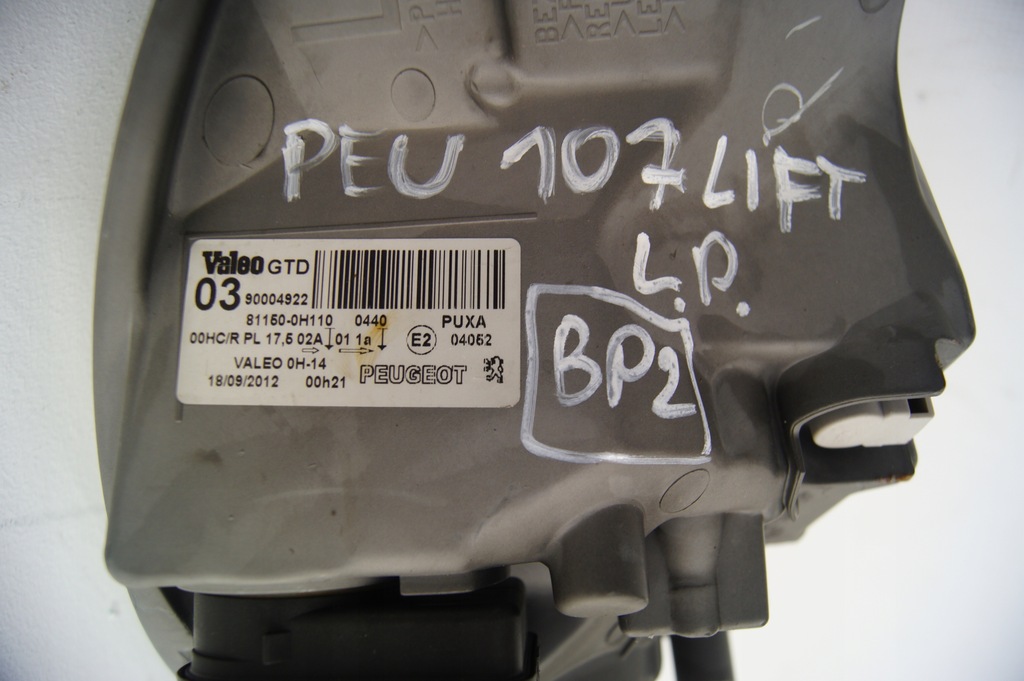 PEU 107 LIFT
L.P.
BP2
Valeo GTD
03 90004922
81150-0H110 0440 PUXA
00HC/R PL 17,5 02A 01 1a E2 04052
VALEO 0H-14
18/09/2012 00h21 PEUGEOT